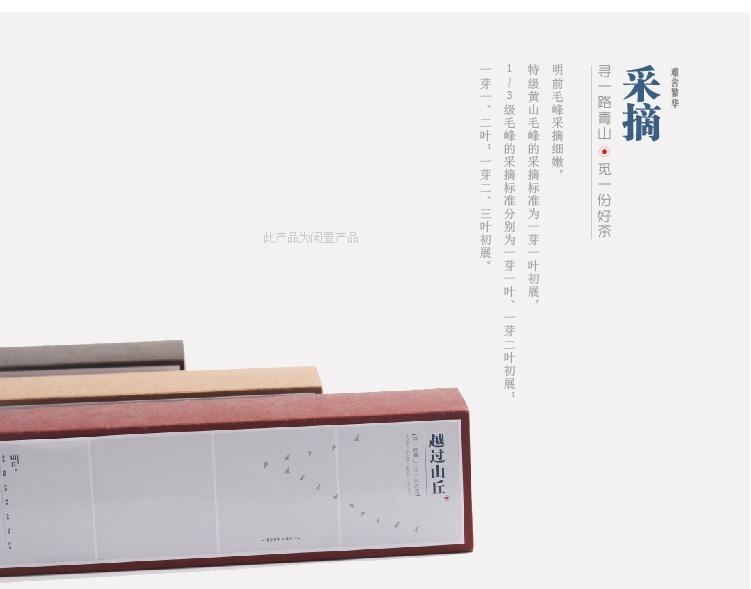 难舍繁华
采摘
寻一路青山
觅一份好茶
明前毛峰采摘细嫩，
特级黄山毛峰的采摘标准为一芽一叶初展，
1～3级毛峰的采摘标准分别为一芽一叶、一芽二叶初展；
一芽一、二叶；一芽二、三叶初展。
此产品为闲置产品
越过山丘
山丘